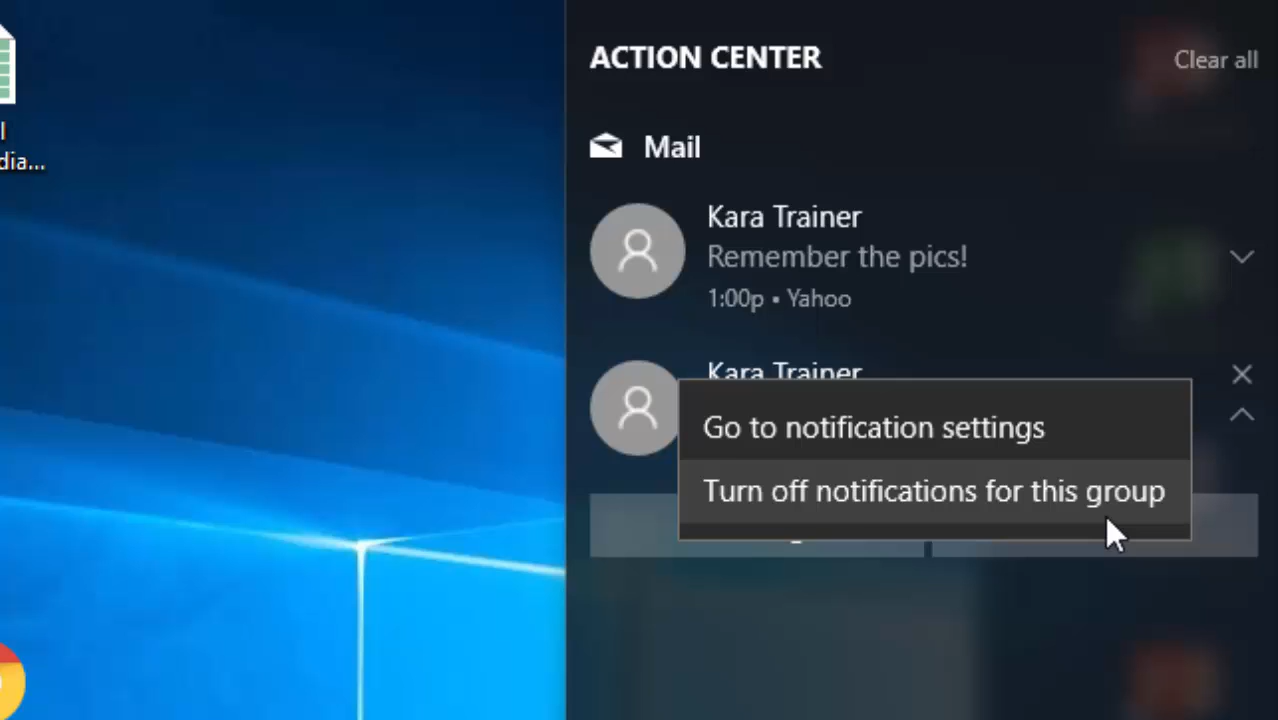 ACTION CENTER
Clear all
dia...
Mail
Kara Trainer
Remember the pics!
1:00p • Yahoo
Kara Trainer
Go to notification settings
Turn off notifications for this group